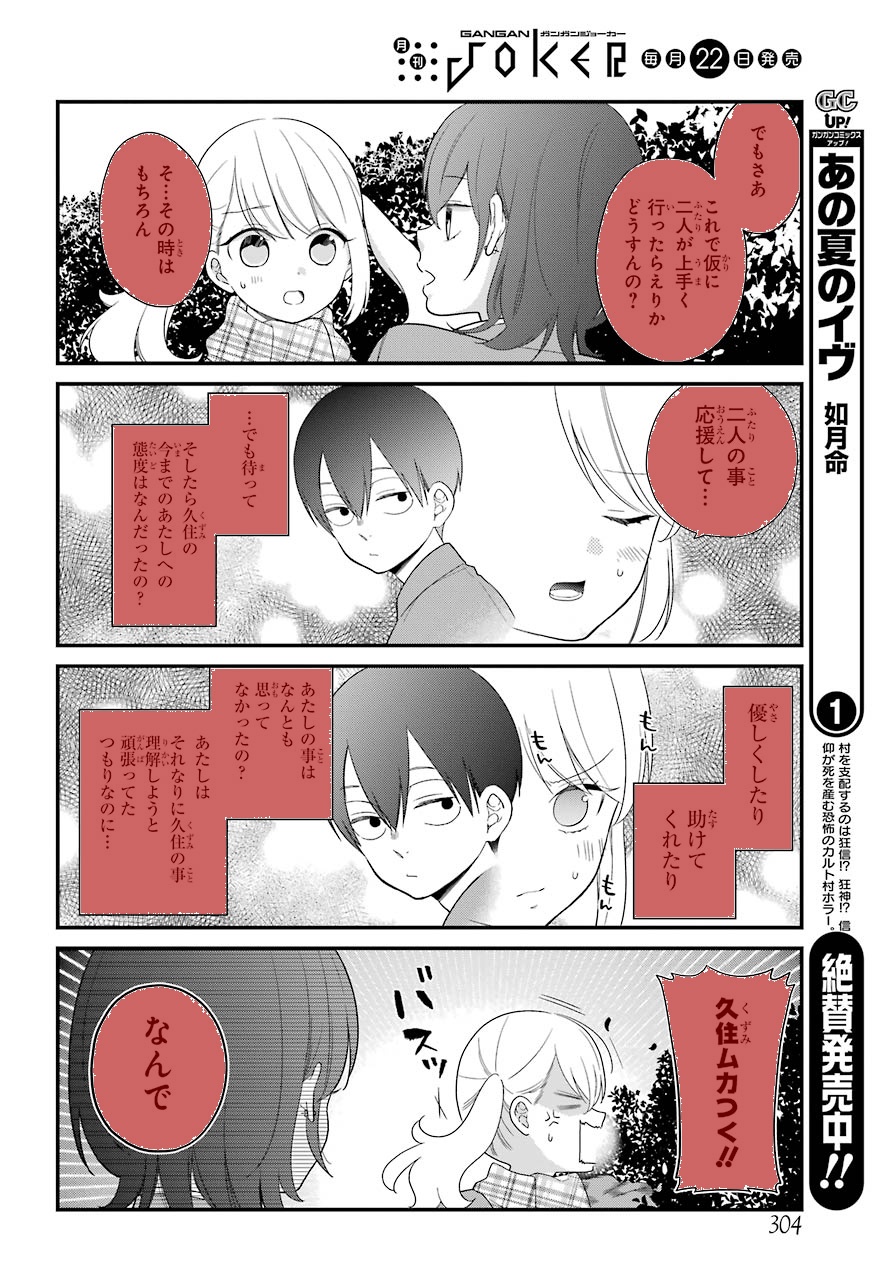 月刊 GANGAN ガンガンジョーカー JOKER 毎月22日発売
でもさあ
これで仮に
二人が上手く
行ったらえりか
どうすんの?
そ…その時は
もちろん
二人の事
応援して…
…でも待って
そしたら久住の
今までのあたしへの
態度はなんだったの?
優しくしたり
助けて
くれたり
もん
もん
あたしの事は
なんとも
思って
なかったの?
あたしは
それなりに久住の事
理解しようと
頑張ってた
つもりなのに…
久住ムカつく!!
バスッ
なんで
GC UP!
ガンガンコミックス
アップ!
あの夏のイヴ 如月命
1
村を支配するのは狂信!? 狂神!? 信
仰が死を産む恐怖のカルト村ホラー。
絶賛発売中!!
304